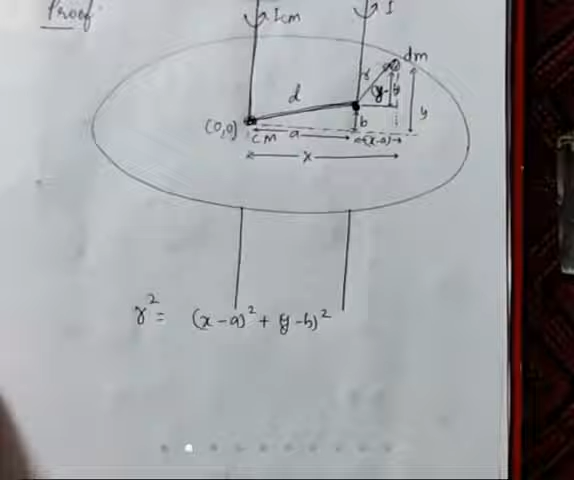 Proof:
Icm
I
dm
r
d
(y-b)
y
(0,0)
CM
a
b
(x-a)
x
r² = (x-a)² + (y-b)²